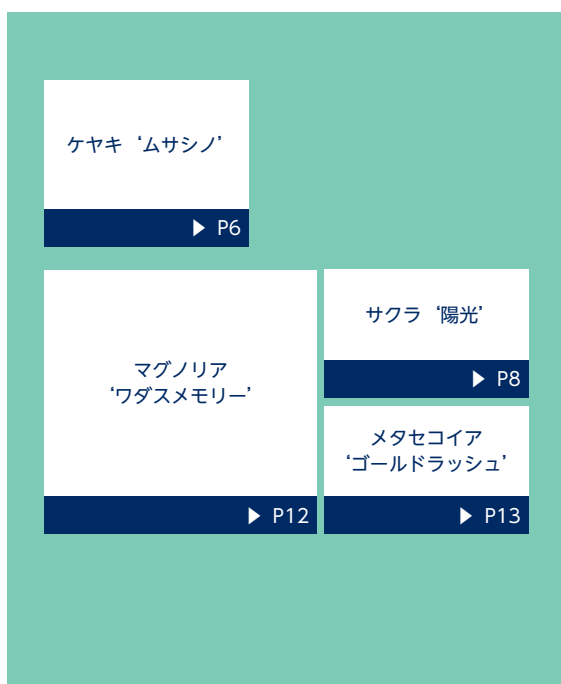 ケヤキ ‘ムサシノ’
▶ P6
マグノリア
‘ワダスメモリー’
▶ P12
サクラ ‘陽光’
▶ P8
メタセコイア
‘ゴールドラッシュ’
▶ P13